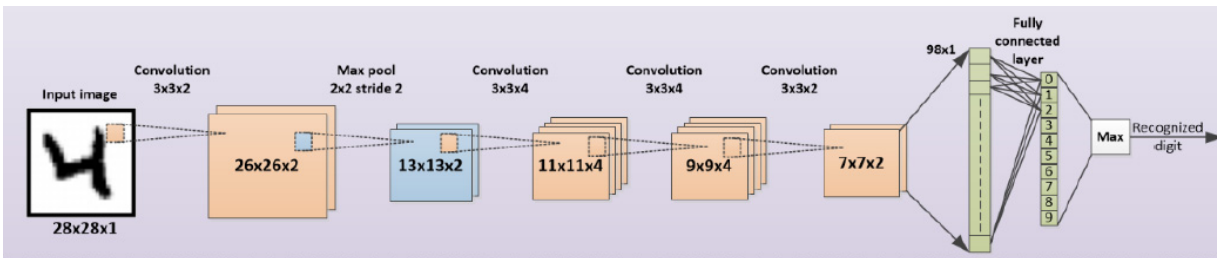 Input image
28x28x1
Convolution
3x3x2
26x26x2
Max pool
2x2 stride 2
13x13x2
Convolution
3x3x4
11x11x4
Convolution
3x3x4
9x9x4
Convolution
3x3x2
7x7x2
98x1
Fully
connected
layer
0
1
2
3
4
5
6
7
8
9
Max
Recognized
digit